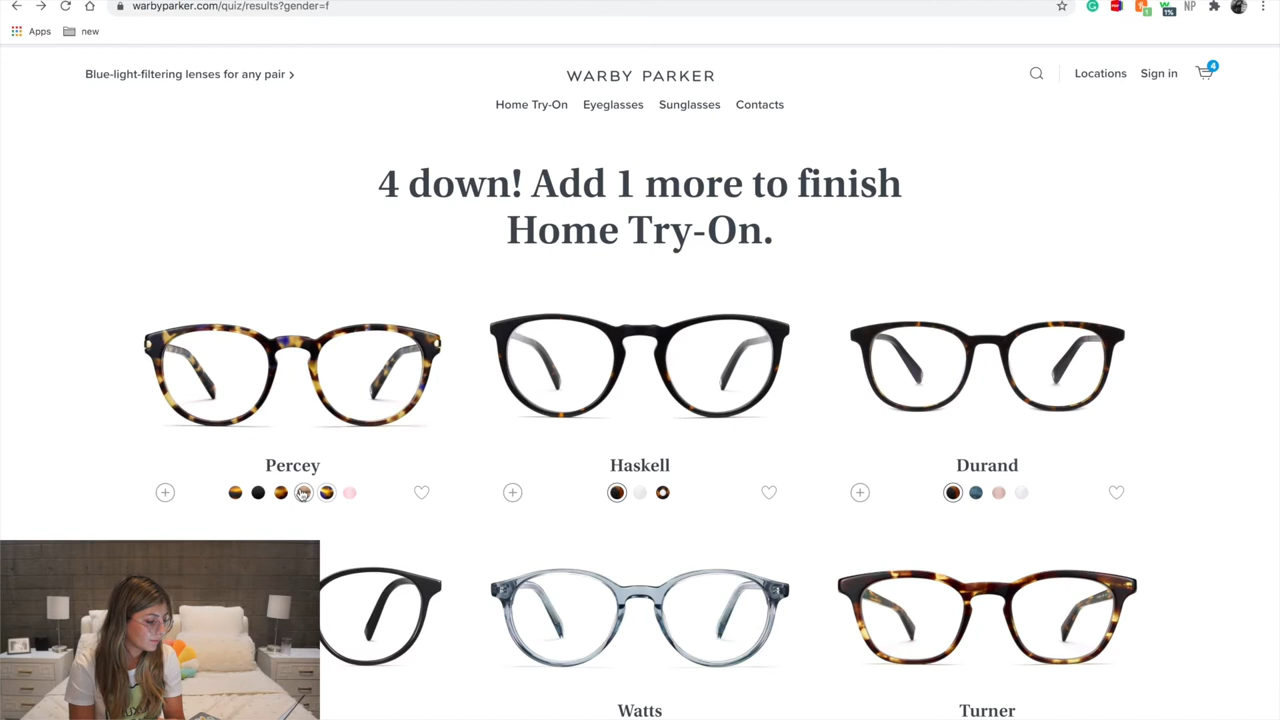 warbyparker.com/quiz/results?gender=f
NP
1
1%
Apps
new
Blue-light-filtering lenses for any pair
WARBY PARKER
Locations
Sign in
4
Home Try-On
Eyeglasses
Sunglasses
Contacts
4 down! Add 1 more to finish
Home Try-On.
Percey
Haskell
Durand
Watts
Turner